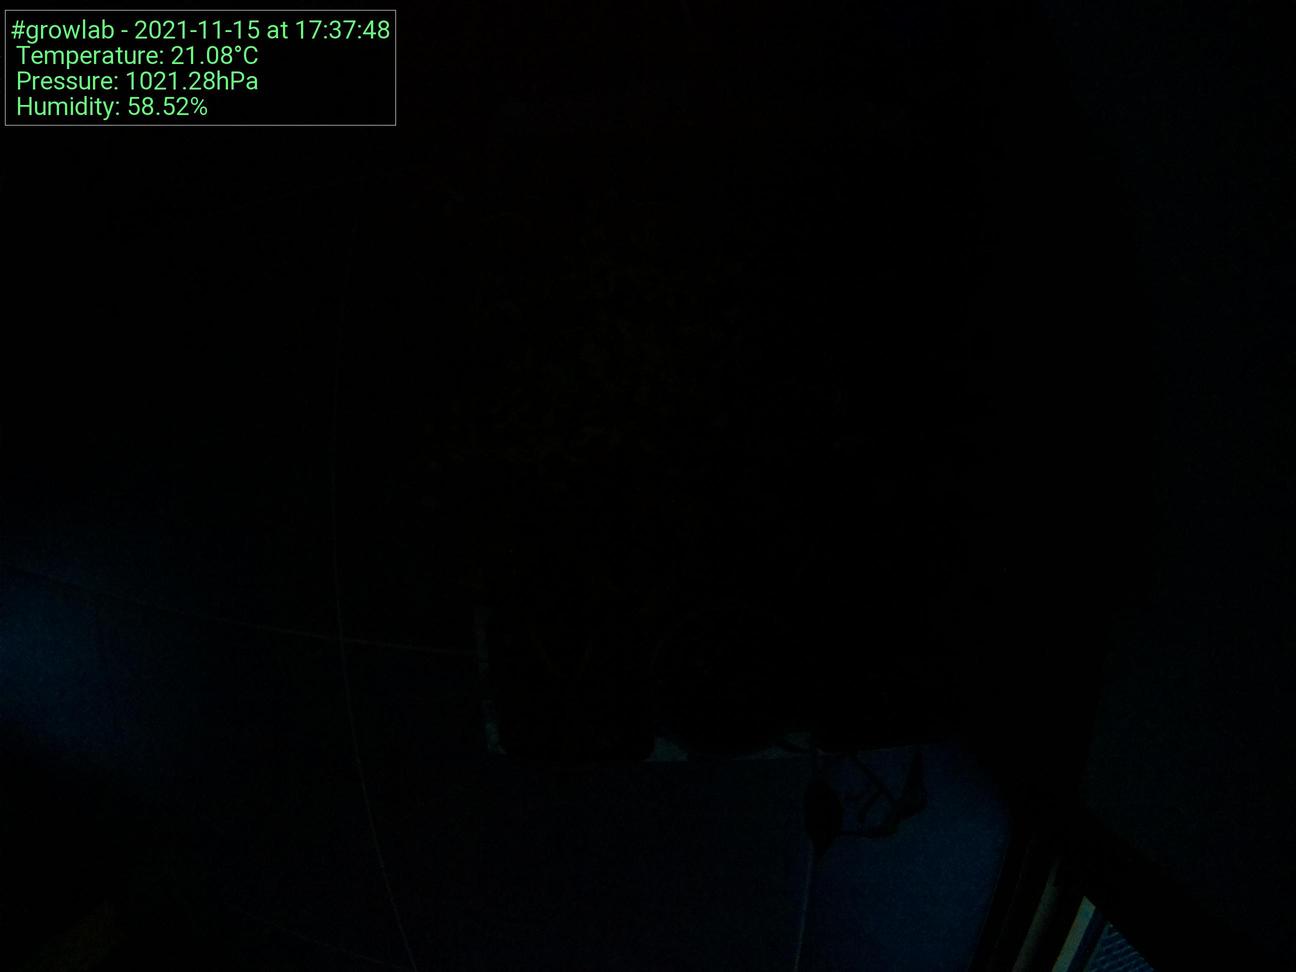 #growlab - 2021-11-15 at 17:37:48
Temperature: 21.08°C
Pressure: 1021.28hPa
Humidity: 58.52%